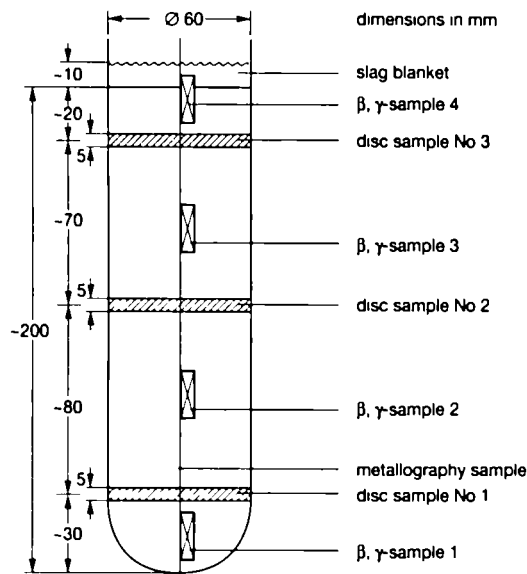 Ø 60
dimensions in mm
~10
slag blanket
~20
β, γ-sample 4
5
disc sample No 3
~70
β, γ-sample 3
5
disc sample No 2
~200
~80
β, γ-sample 2
metallography sample
5
disc sample No 1
~30
β, γ-sample 1